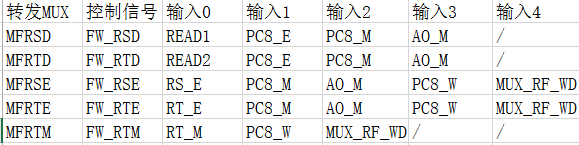 转发MUX 控制信号 输入0 输入1 输入2 输入3 输入4
MFRSD FW_RSD READ1 PC8_E PC8_M AO_M /
MFRTD FW_RTD READ2 PC8_E PC8_M AO_M /
MFRSE FW_RSE RS_E PC8_M AO_M PC8_W MUX_RF_WD
MFRTE FW_RTE RT_E PC8_M AO_M PC8_W MUX_RF_WD
MFRTM FW_RTM RT_M PC8_W MUX_RF_WD / /